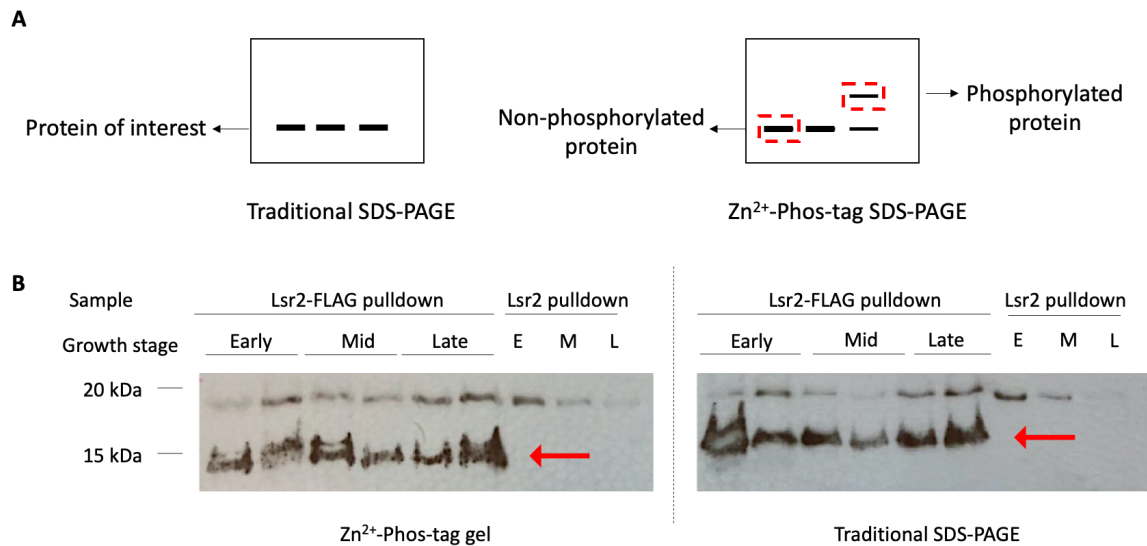 A
Protein of interest
Traditional SDS-PAGE
Non-phosphorylated
protein
Phosphorylated
protein
Zn²⁺-Phos-tag SDS-PAGE
B
Sample
Lsr2-FLAG pulldown
Lsr2 pulldown
Lsr2-FLAG pulldown
Lsr2 pulldown
Growth stage
Early
Mid
Late
E
M
L
Early
Mid
Late
E
M
L
20 kDa
15 kDa
Zn²⁺-Phos-tag gel
Traditional SDS-PAGE